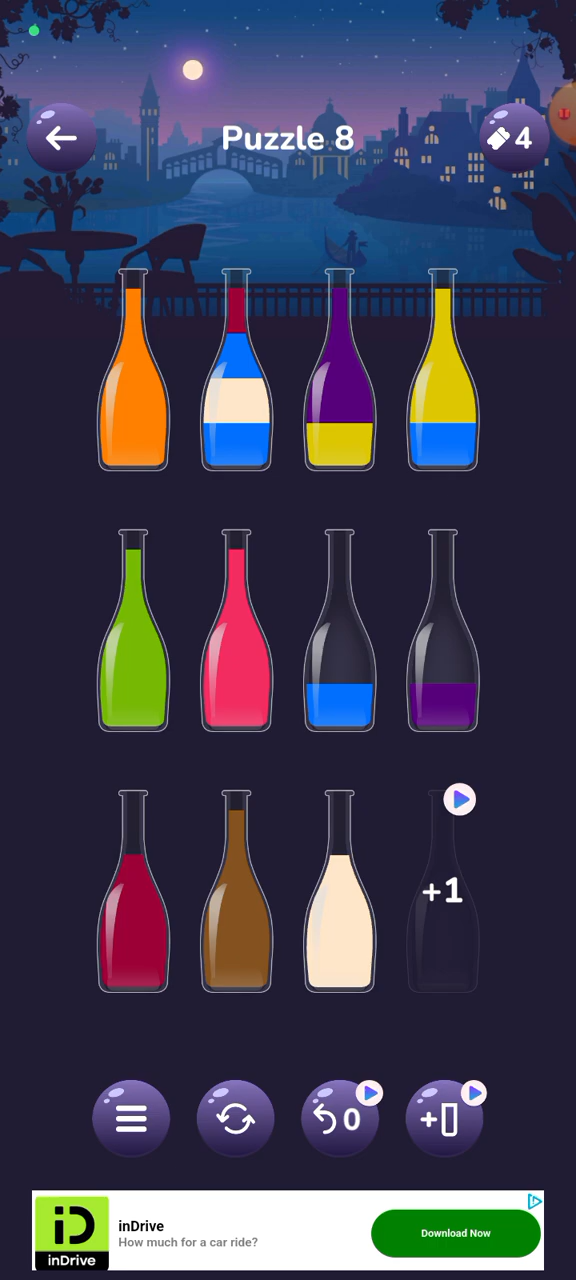 Puzzle 8
4
+1
0
+
iD
inDrive
inDrive
How much for a car ride?
Download Now